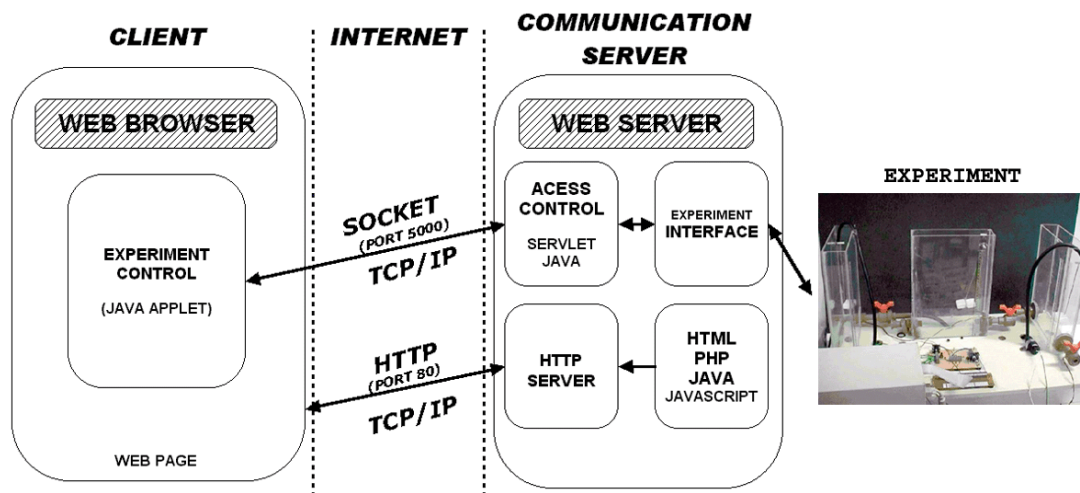 CLIENT
INTERNET
COMMUNICATION
SERVER
WEB BROWSER
EXPERIMENT
CONTROL
(JAVA APPLET)
WEB PAGE
SOCKET
(PORT 5000)
TCP/IP
HTTP
(PORT 80)
TCP/IP
WEB SERVER
ACESS
CONTROL
SERVLET
JAVA
EXPERIMENT
INTERFACE
HTTP
SERVER
HTML
PHP
JAVA
JAVASCRIPT
EXPERIMENT